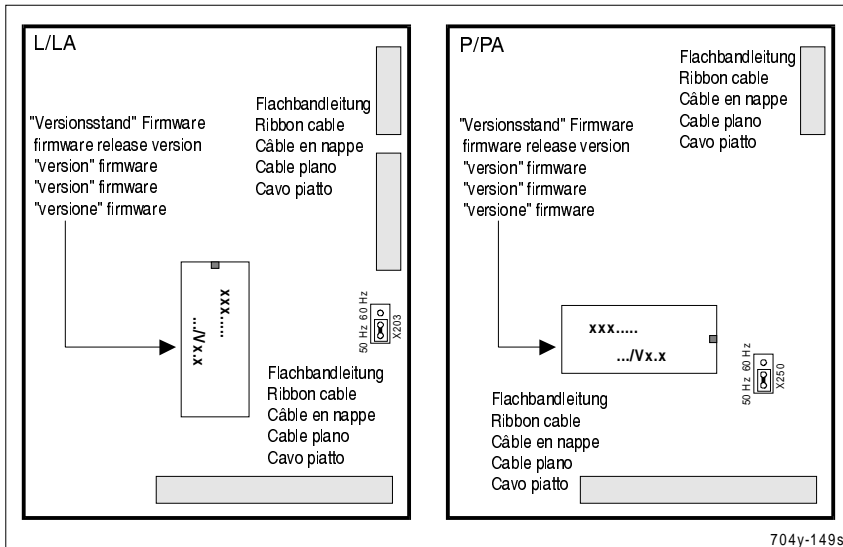 L/LA
Flachbandleitung
Ribbon cable
Câble en nappe
Cable plano
Cavo piatto
"Versionsstand" Firmware
firmware release version
"version" firmware
"version" firmware
"versione" firmware
xxx.....
.../Vx.x
50 Hz 60 Hz
X203
Flachbandleitung
Ribbon cable
Câble en nappe
Cable plano
Cavo piatto
P/PA
Flachbandleitung
Ribbon cable
Câble en nappe
Cable plano
Cavo piatto
"Versionsstand" Firmware
firmware release version
"version" firmware
"version" firmware
"versione" firmware
xxx.....
.../Vx.x
50 Hz 60 Hz
X250
Flachbandleitung
Ribbon cable
Câble en nappe
Cable plano
Cavo piatto
704y-149s